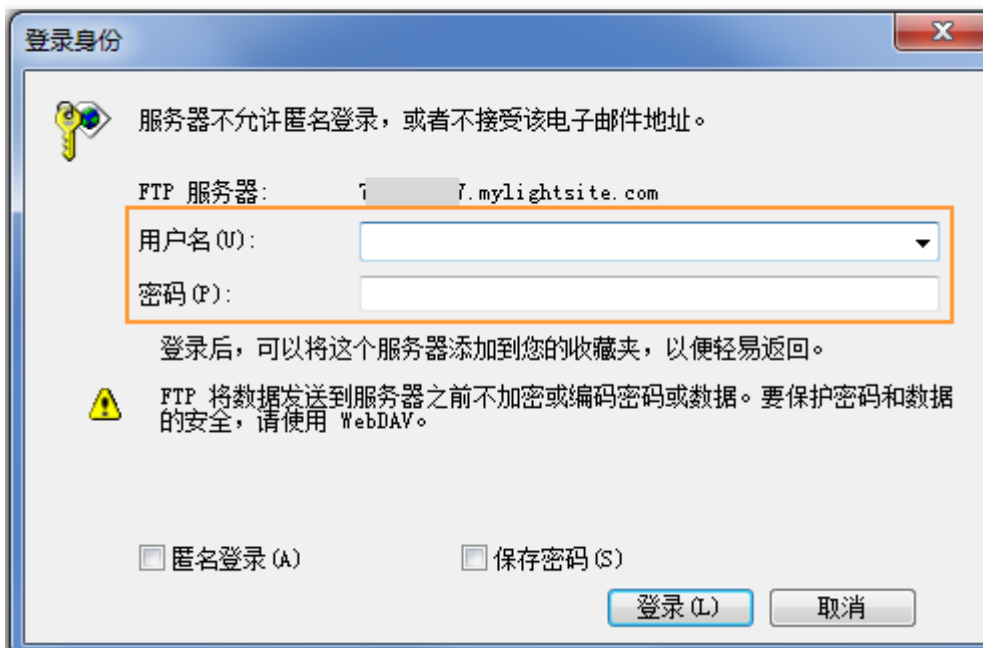 登录身份
服务器不允许匿名登录，或者不接受该电子邮件地址。
FTP 服务器: .mylightsite.com
用户名(U):
密码(P):
登录后，可以将这个服务器添加到您的收藏夹，以便轻易返回。
FTP 将数据发送到服务器之前不加密或编码密码或数据。要保护密码和数据
的安全，请使用 WebDAV。
匿名登录(A) 保存密码(S)
登录(L) 取消